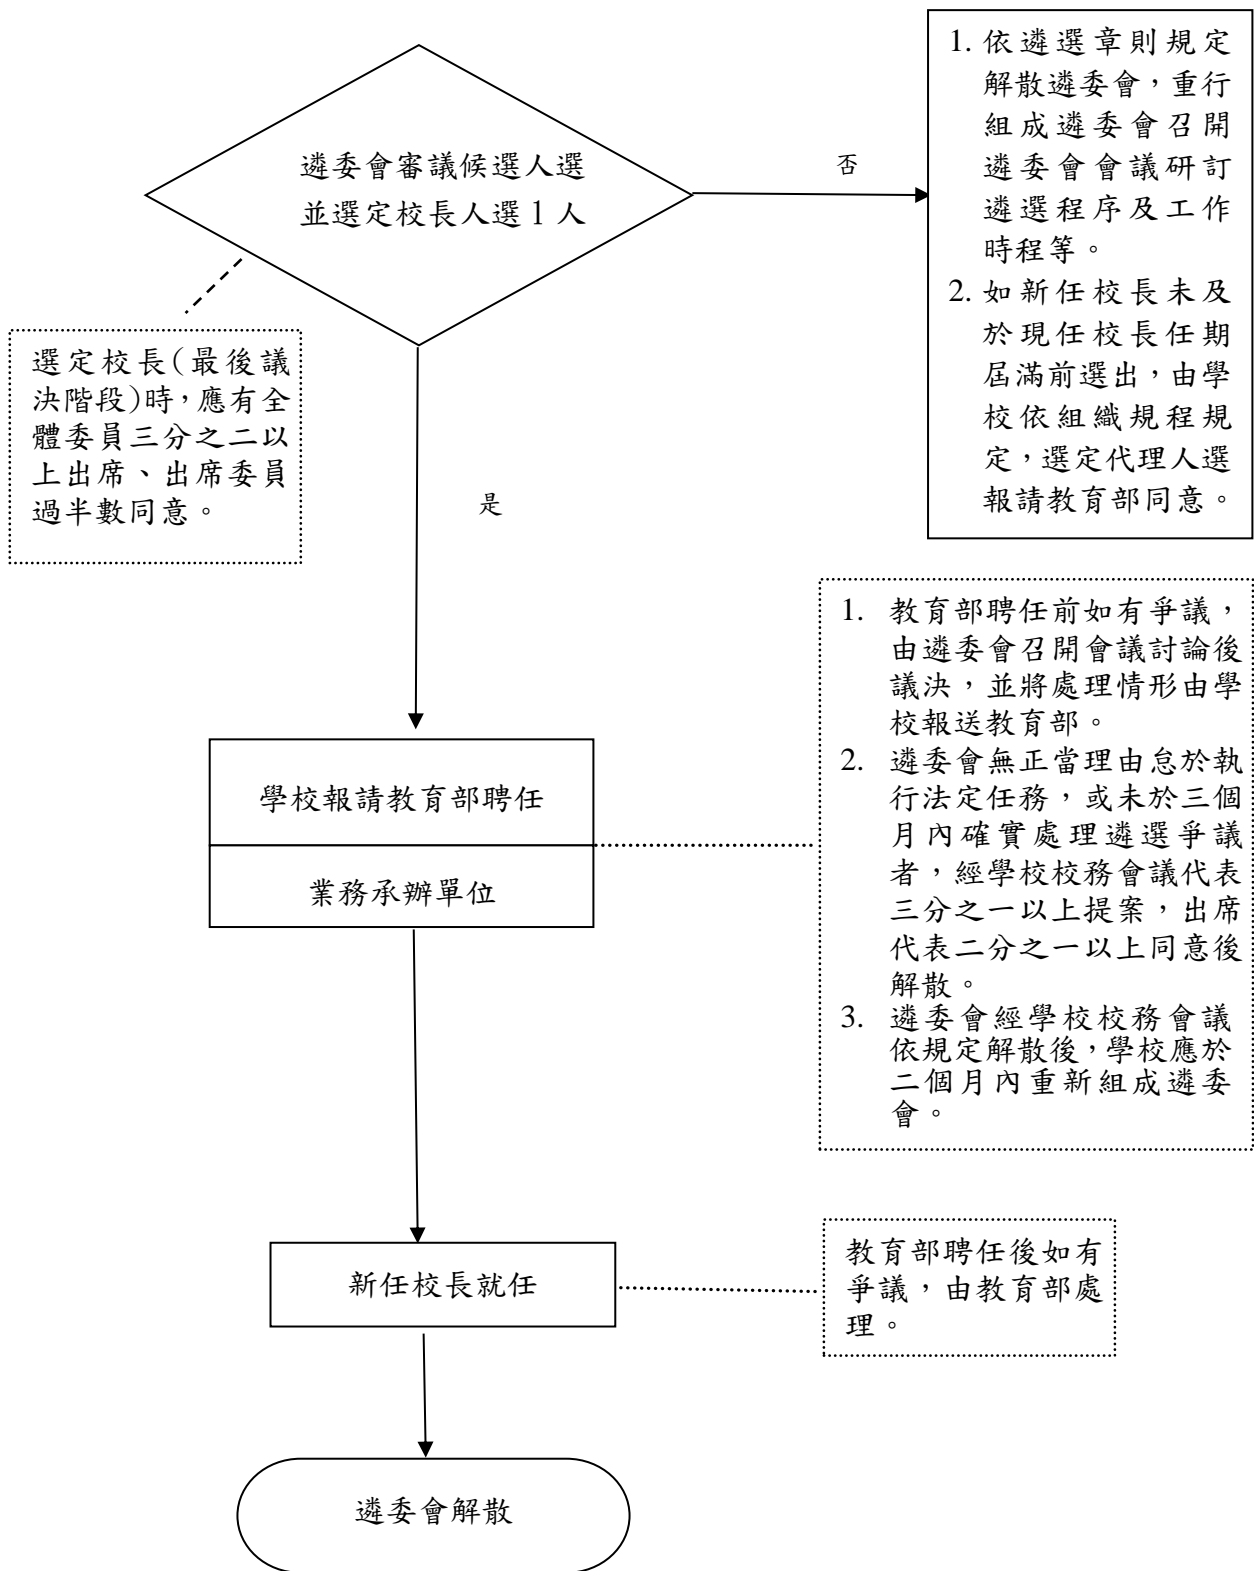 遴委會審議候選人選
並選定校長人選 1 人
否
1. 依遴選章則規定
解散遴委會，重行
組成遴委會召開
遴委會會議研訂
遴選程序及工作
時程等。
2. 如新任校長未及
於現任校長任期
屆滿前選出，由學
校依組織規程規
定，選定代理人選
報請教育部同意。
選定校長(最後議
決階段)時，應有全
體委員三分之二以
上出席、出席委員
過半數同意。
是
1. 教育部聘任前如有爭議，
由遴委會召開會議討論後
議決，並將處理情形由學
校報送教育部。
2. 遴委會無正當理由怠於執
行法定任務，或未於三個
月內確實處理遴選爭議
者，經學校校務會議代表
三分之一以上提案，出席
代表二分之一以上同意後
解散。
3. 遴委會經學校校務會議
依規定解散後，學校應於
二個月內重新組成遴委
會。
學校報請教育部聘任
業務承辦單位
新任校長就任
教育部聘任後如有
爭議，由教育部處
理。
遴委會解散